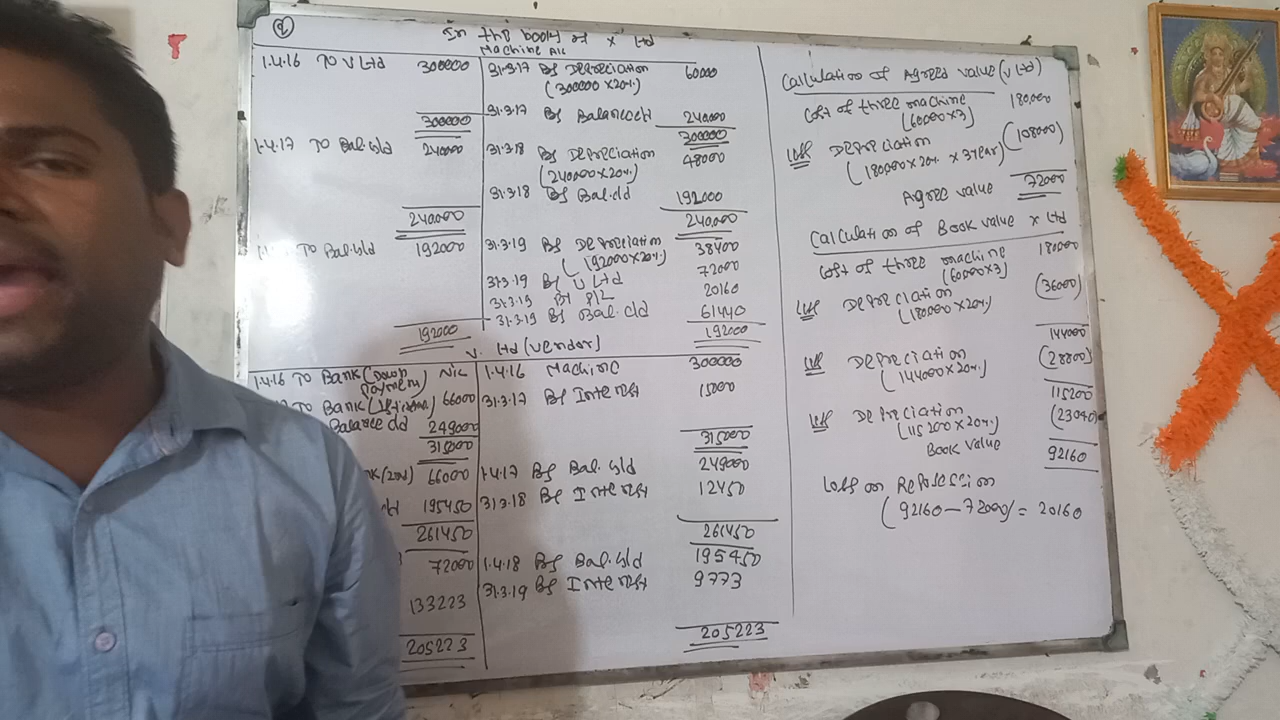 2
In the books of x Ltd
Machine A/c
1.4.16 To V Ltd 300000 31.3.17 By Depreciation 60000
(300000 x 20%)
31.3.17 By Balance c/d 240000
300000 300000
1.4.17 To Bal. b/d 240000 31.3.18 By Depreciation 48000
(240000 x 20%)
31.3.18 By Bal. c/d 192000
240000 240000
To Bal. b/d 192000 31.3.19 By Depreciation 38400
(192000 x 20%)
31.3.19 By V Ltd 72000
31.3.19 By P/L 20160
31.3.19 By Bal. c/d 61440
192000 192000
V. Ltd (Vendor)
1.4.16 To Bank (Down Payment) Nil 1.4.16 Machine 300000
To Bank 66000 31.3.17 By Interest 15000
Balance c/d 249000
315000 315000
66000 1.4.17 By Bal. b/d 249000
195450 31.3.18 By Interest 12450
261450 261450
72000 1.4.18 By Bal. b/d 195450
133223 31.3.19 By Interest 9773
205223 205223
Calculation of Agreed value (V Ltd)
Cost of three machine 180,000
(60000 x 3)
Less Depreciation (108000)
(180000 x 20% x 3 year)
Agree value 72000
Calculation of Book value x Ltd
Cost of three machine 180000
(60000 x 3)
Less Depreciation (36000)
(180000 x 20%)
144000
Less Depreciation (28800)
(144000 x 20%)
115200
Less Depreciation (23040)
(115200 x 20%)
Book value 92160
Loss on Repossession
(92160 - 72000) = 20160